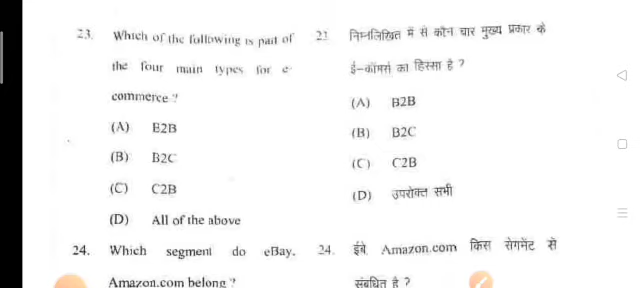 23. Which of the following is part of
the four main types for e-
commerce ?
(A) B2B
(B) B2C
(C) C2B
(D) All of the above
24. Which segment do eBay,
Amazon.com belong ?
23. निम्नलिखित में से कौन चार मुख्य प्रकार के
ई-कॉमर्स का हिस्सा है ?
(A) B2B
(B) B2C
(C) C2B
(D) उपरोक्त सभी
24. ईबे, Amazon.com किस सेगमेंट से
संबंधित है ?